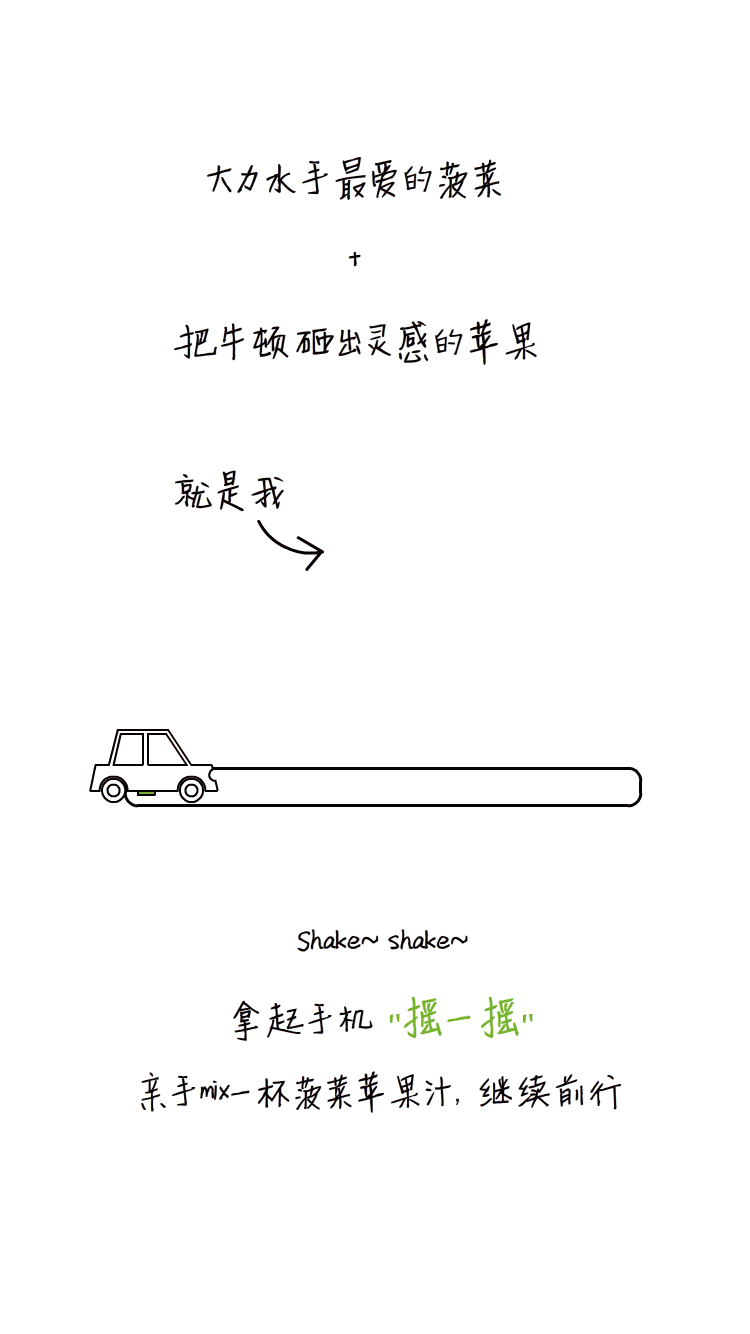 大力水手最爱的菠菜
+
把牛顿砸出灵感的苹果
就是我
Shake~ shake~
拿起手机 "摇一摇"
亲手mix一杯菠菜苹果汁, 继续前行